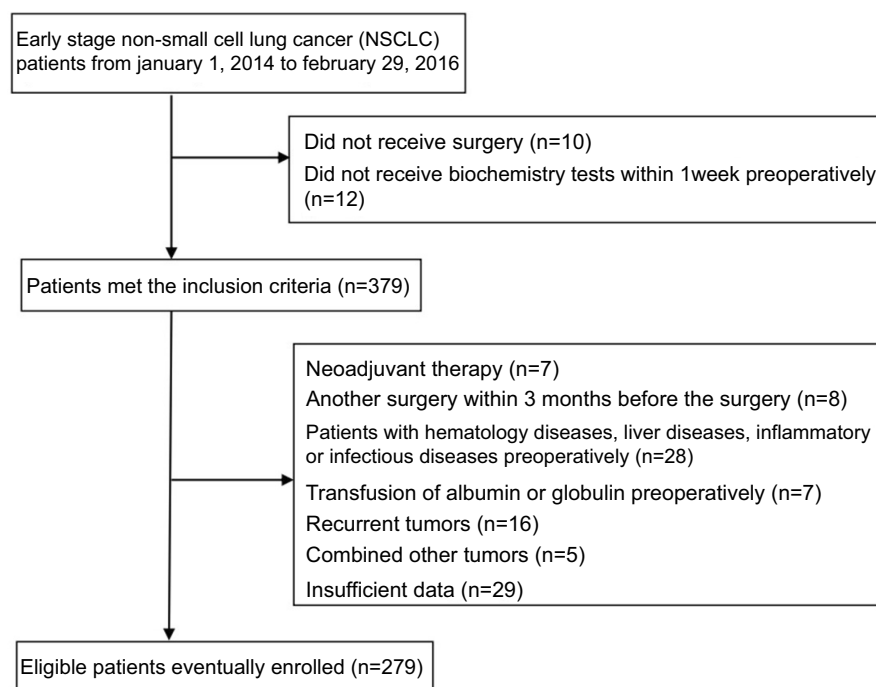 Early stage non-small cell lung cancer (NSCLC)
patients from january 1, 2014 to february 29, 2016
Did not receive surgery (n=10)
Did not receive biochemistry tests within 1week preoperatively
(n=12)
Patients met the inclusion criteria (n=379)
Neoadjuvant therapy (n=7)
Another surgery within 3 months before the surgery (n=8)
Patients with hematology diseases, liver diseases, inflammatory
or infectious diseases preoperatively (n=28)
Transfusion of albumin or globulin preoperatively (n=7)
Recurrent tumors (n=16)
Combined other tumors (n=5)
Insufficient data (n=29)
Eligible patients eventually enrolled (n=279)